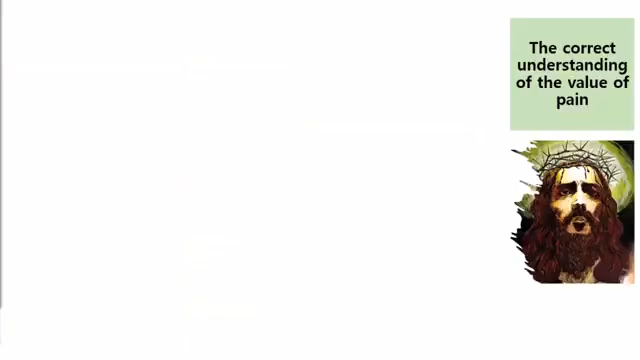 The correct
understanding
of the value of
pain